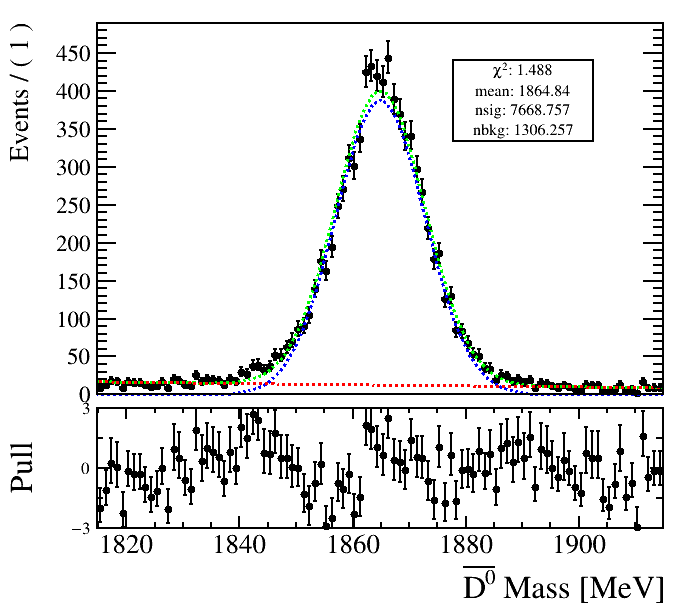 Events / ( 1 )
450
400
350
300
250
200
150
100
50
0
χ²: 1.488
mean: 1864.84
nsig: 7668.757
nbkg: 1306.257
Pull
3
0
−3
1820 1840 1860 1880 1900
D⁰ Mass [MeV]